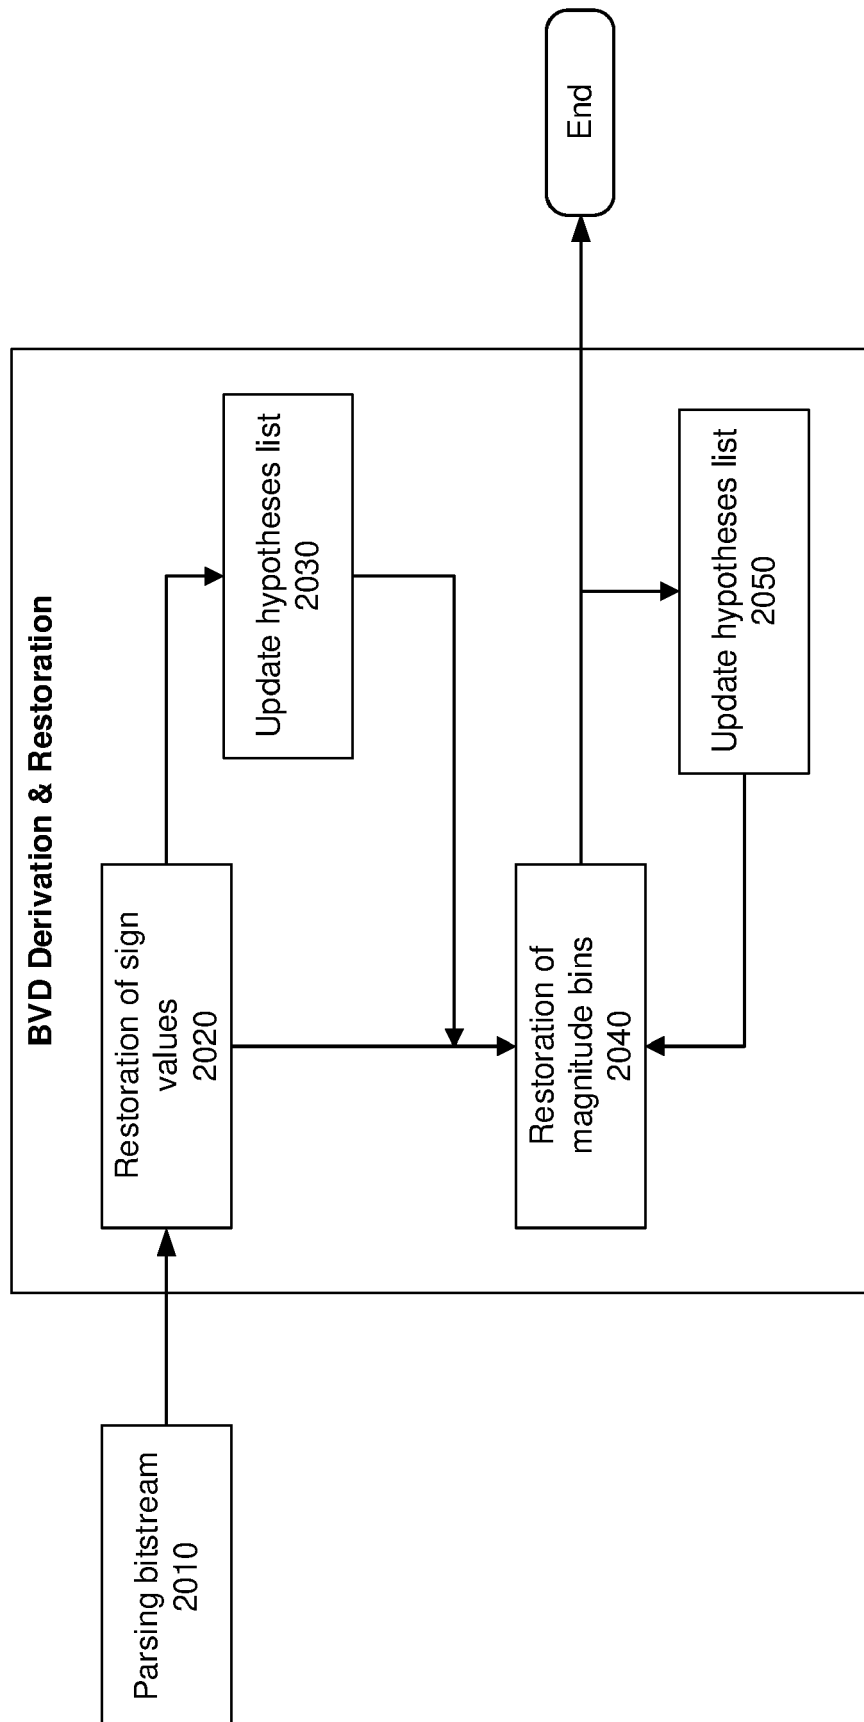 BVD Derivation & Restoration
Parsing bitstream
2010
Restoration of sign
values
2020
Update hypotheses list
2030
Restoration of
magnitude bins
2040
Update hypotheses list
2050
End